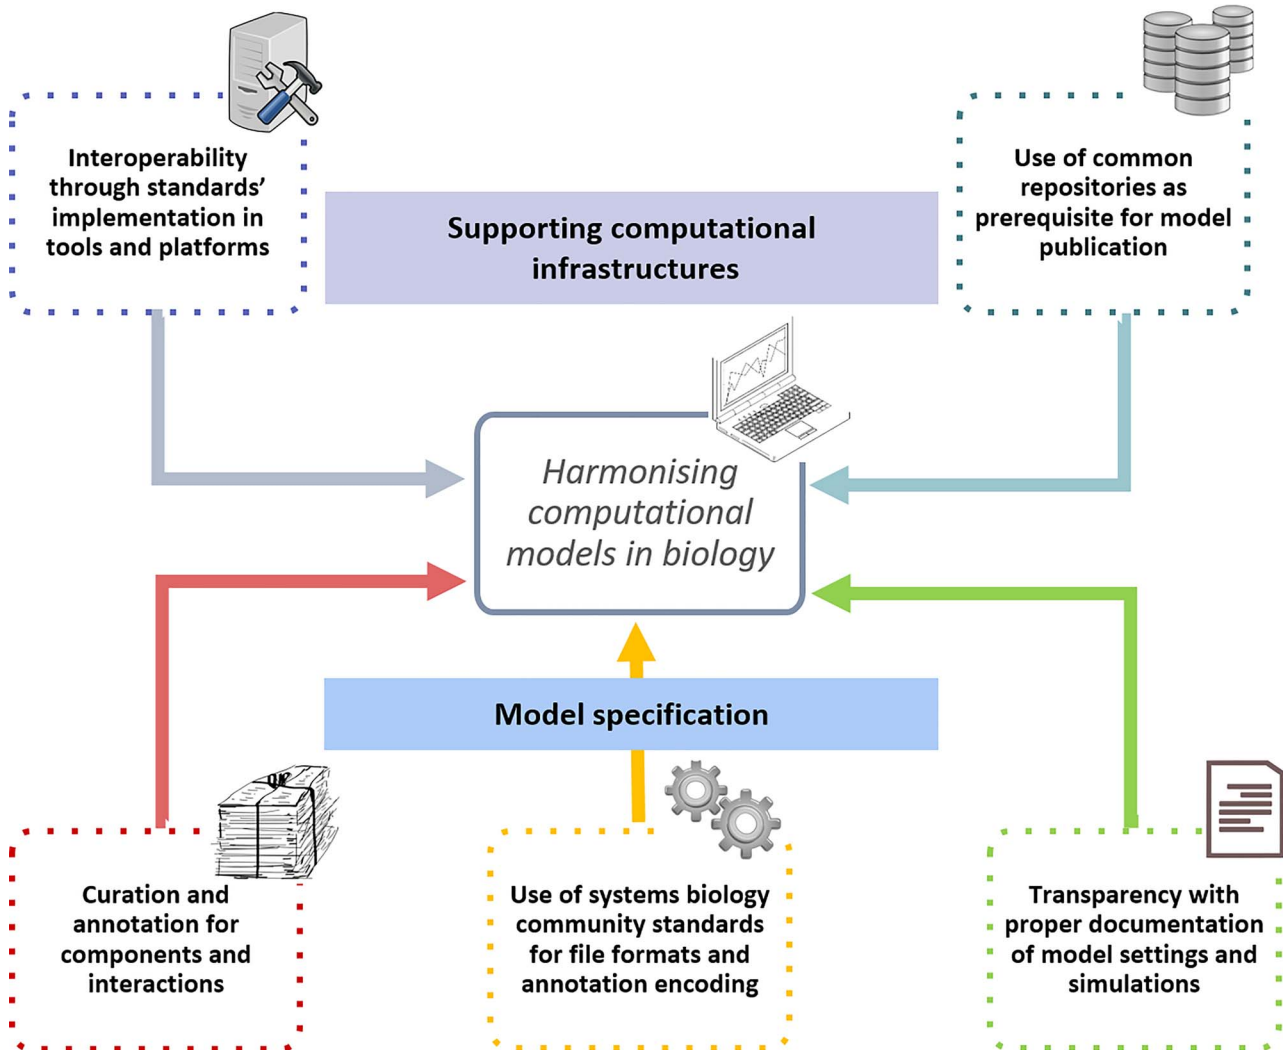 Interoperability
through standards’
implementation in
tools and platforms
Supporting computational
infrastructures
Use of common
repositories as
prerequisite for model
publication
Harmonising
computational
models in biology
Model specification
Curation and
annotation for
components and
interactions
Use of systems biology
community standards
for file formats and
annotation encoding
Transparency with
proper documentation
of model settings and
simulations